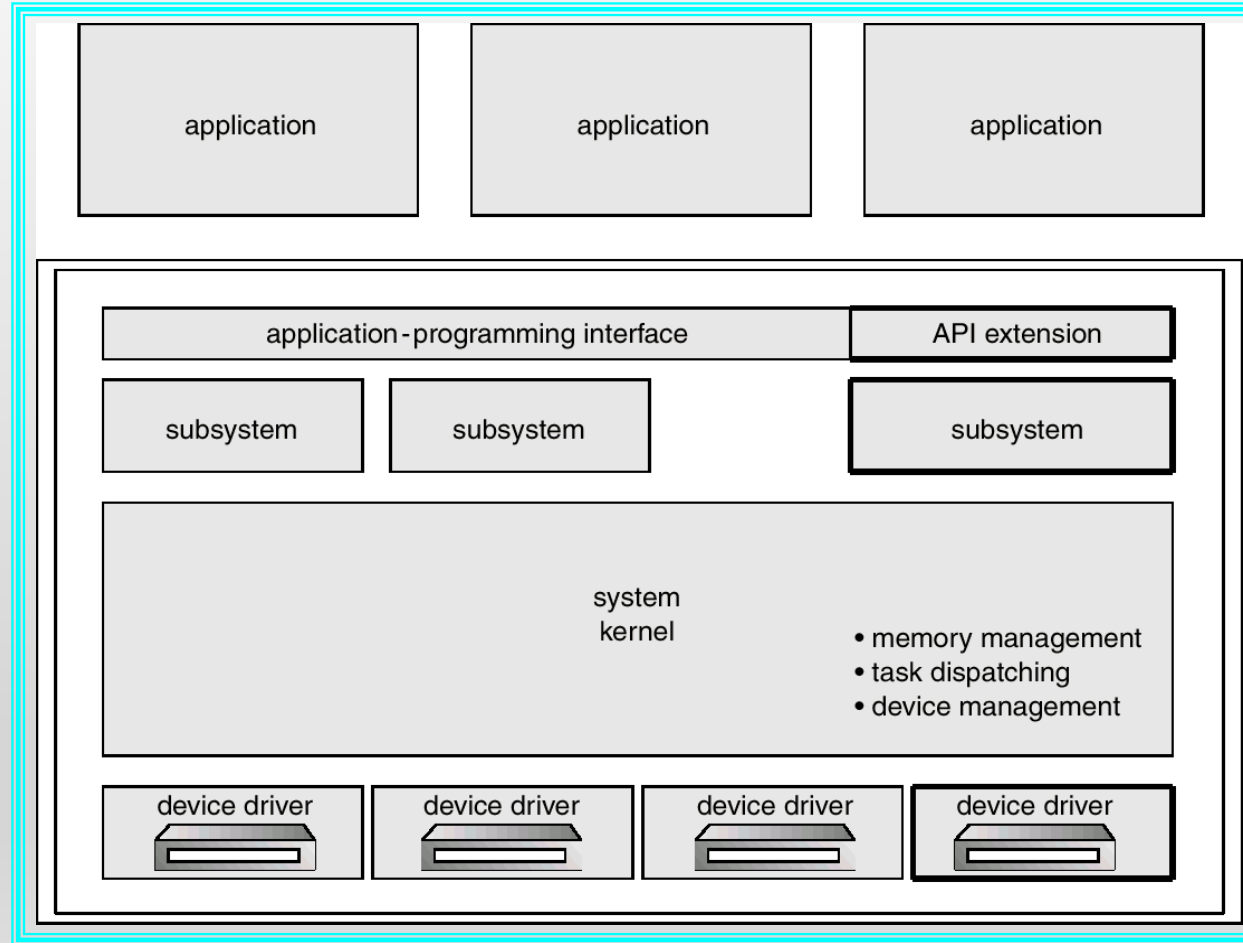 application
application
application
application-programming interface
API extension
subsystem
subsystem
subsystem
system
kernel
• memory management
• task dispatching
• device management
device driver
device driver
device driver
device driver